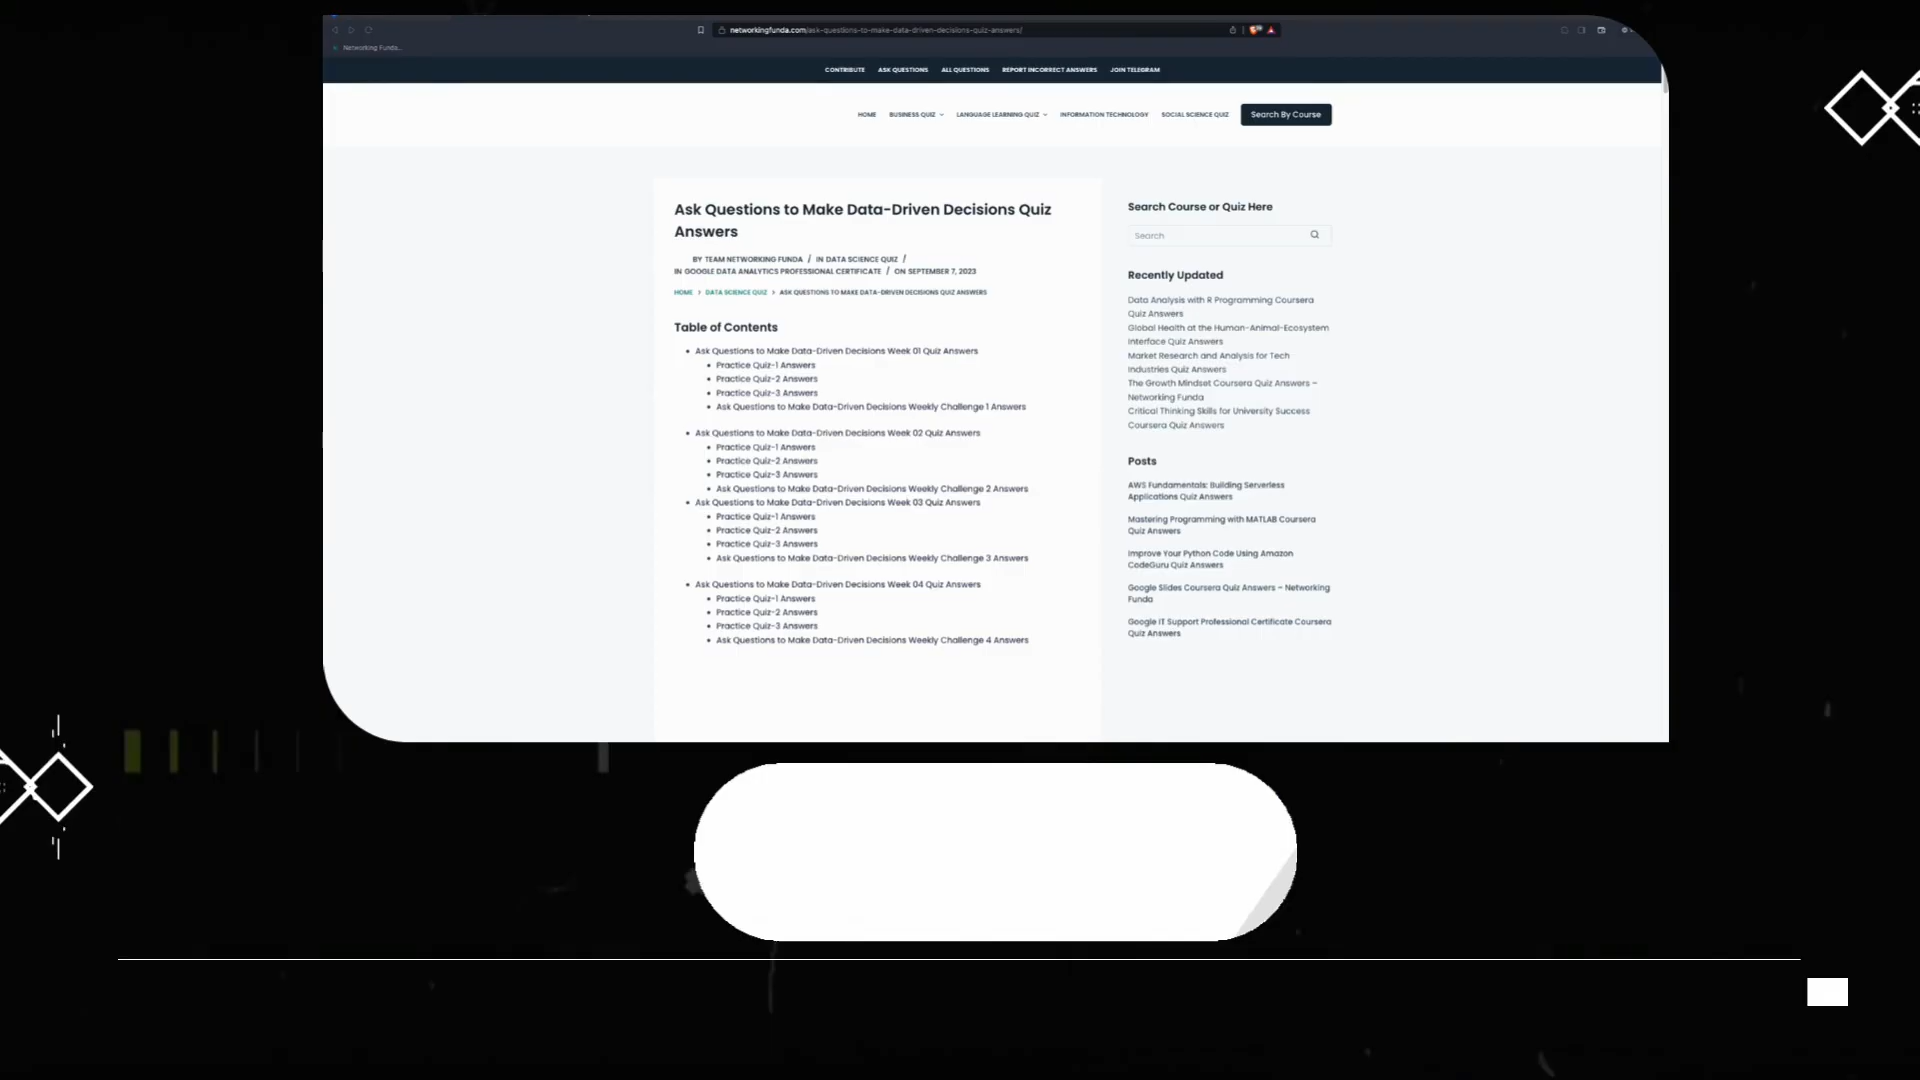 networkingfunda.com/ask-questions-to-make-data-driven-decisions-quiz-answers/
Networking Funda...
CONTRIBUTE ASK QUESTIONS ALL QUESTIONS REPORT INCORRECT ANSWERS JOIN TELEGRAM
HOME BUSINESS QUIZ LANGUAGE LEARNING QUIZ INFORMATION TECHNOLOGY SOCIAL SCIENCE QUIZ Search By Course
Ask Questions to Make Data-Driven Decisions Quiz
Answers
BY TEAM NETWORKING FUNDA / IN DATA SCIENCE QUIZ /
IN GOOGLE DATA ANALYTICS PROFESSIONAL CERTIFICATE / ON SEPTEMBER 7, 2023
HOME > DATA SCIENCE QUIZ > ASK QUESTIONS TO MAKE DATA-DRIVEN DECISIONS QUIZ ANSWERS
Table of Contents
• Ask Questions to Make Data-Driven Decisions Week 01 Quiz Answers
• Practice Quiz-1 Answers
• Practice Quiz-2 Answers
• Practice Quiz-3 Answers
• Ask Questions to Make Data-Driven Decisions Weekly Challenge 1 Answers
• Ask Questions to Make Data-Driven Decisions Week 02 Quiz Answers
• Practice Quiz-1 Answers
• Practice Quiz-2 Answers
• Practice Quiz-3 Answers
• Ask Questions to Make Data-Driven Decisions Weekly Challenge 2 Answers
• Ask Questions to Make Data-Driven Decisions Week 03 Quiz Answers
• Practice Quiz-1 Answers
• Practice Quiz-2 Answers
• Practice Quiz-3 Answers
• Ask Questions to Make Data-Driven Decisions Weekly Challenge 3 Answers
• Ask Questions to Make Data-Driven Decisions Week 04 Quiz Answers
• Practice Quiz-1 Answers
• Practice Quiz-2 Answers
• Practice Quiz-3 Answers
• Ask Questions to Make Data-Driven Decisions Weekly Challenge 4 Answers
Search Course or Quiz Here
Search
Recently Updated
Data Analysis with R Programming Coursera
Quiz Answers
Global Health at the Human-Animal-Ecosystem
Interface Quiz Answers
Market Research and Analysis for Tech
Industries Quiz Answers
The Growth Mindset Coursera Quiz Answers –
Networking Funda
Critical Thinking Skills for University Success
Coursera Quiz Answers
Posts
AWS Fundamentals: Building Serverless
Applications Quiz Answers
Mastering Programming with MATLAB Coursera
Quiz Answers
Improve Your Python Code Using Amazon
CodeGuru Quiz Answers
Google Slides Coursera Quiz Answers – Networking
Funda
Google IT Support Professional Certificate Coursera
Quiz Answers